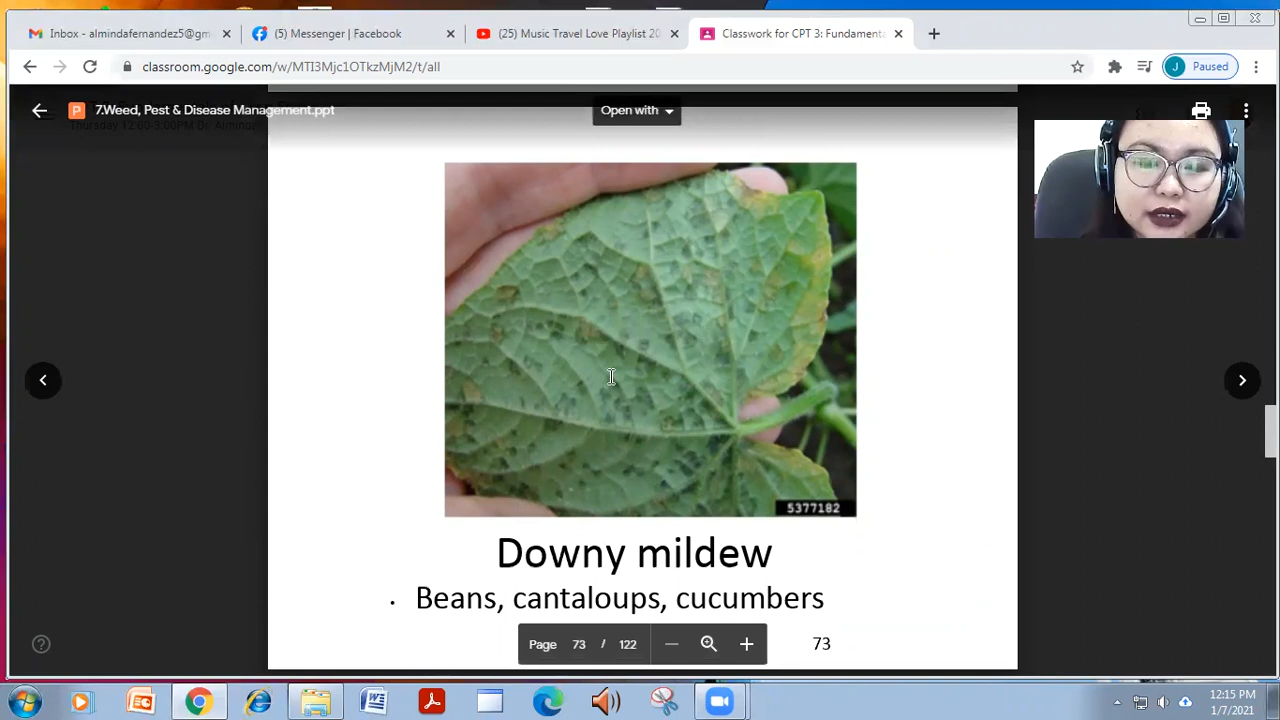 Inbox - almindafernandez5@gm
(5) Messenger | Facebook
(25) Music Travel Love Playlist 20
Classwork for CPT 3: Fundamenta
classroom.google.com/w/MTI3Mjc1OTkzMjM2/t/all
J
Paused
P
7.Weed, Pest & Disease Management.ppt
Open with
5377182
Downy mildew
• Beans, cantaloups, cucumbers
Page 73 / 122
73
12:15 PM
1/7/2021